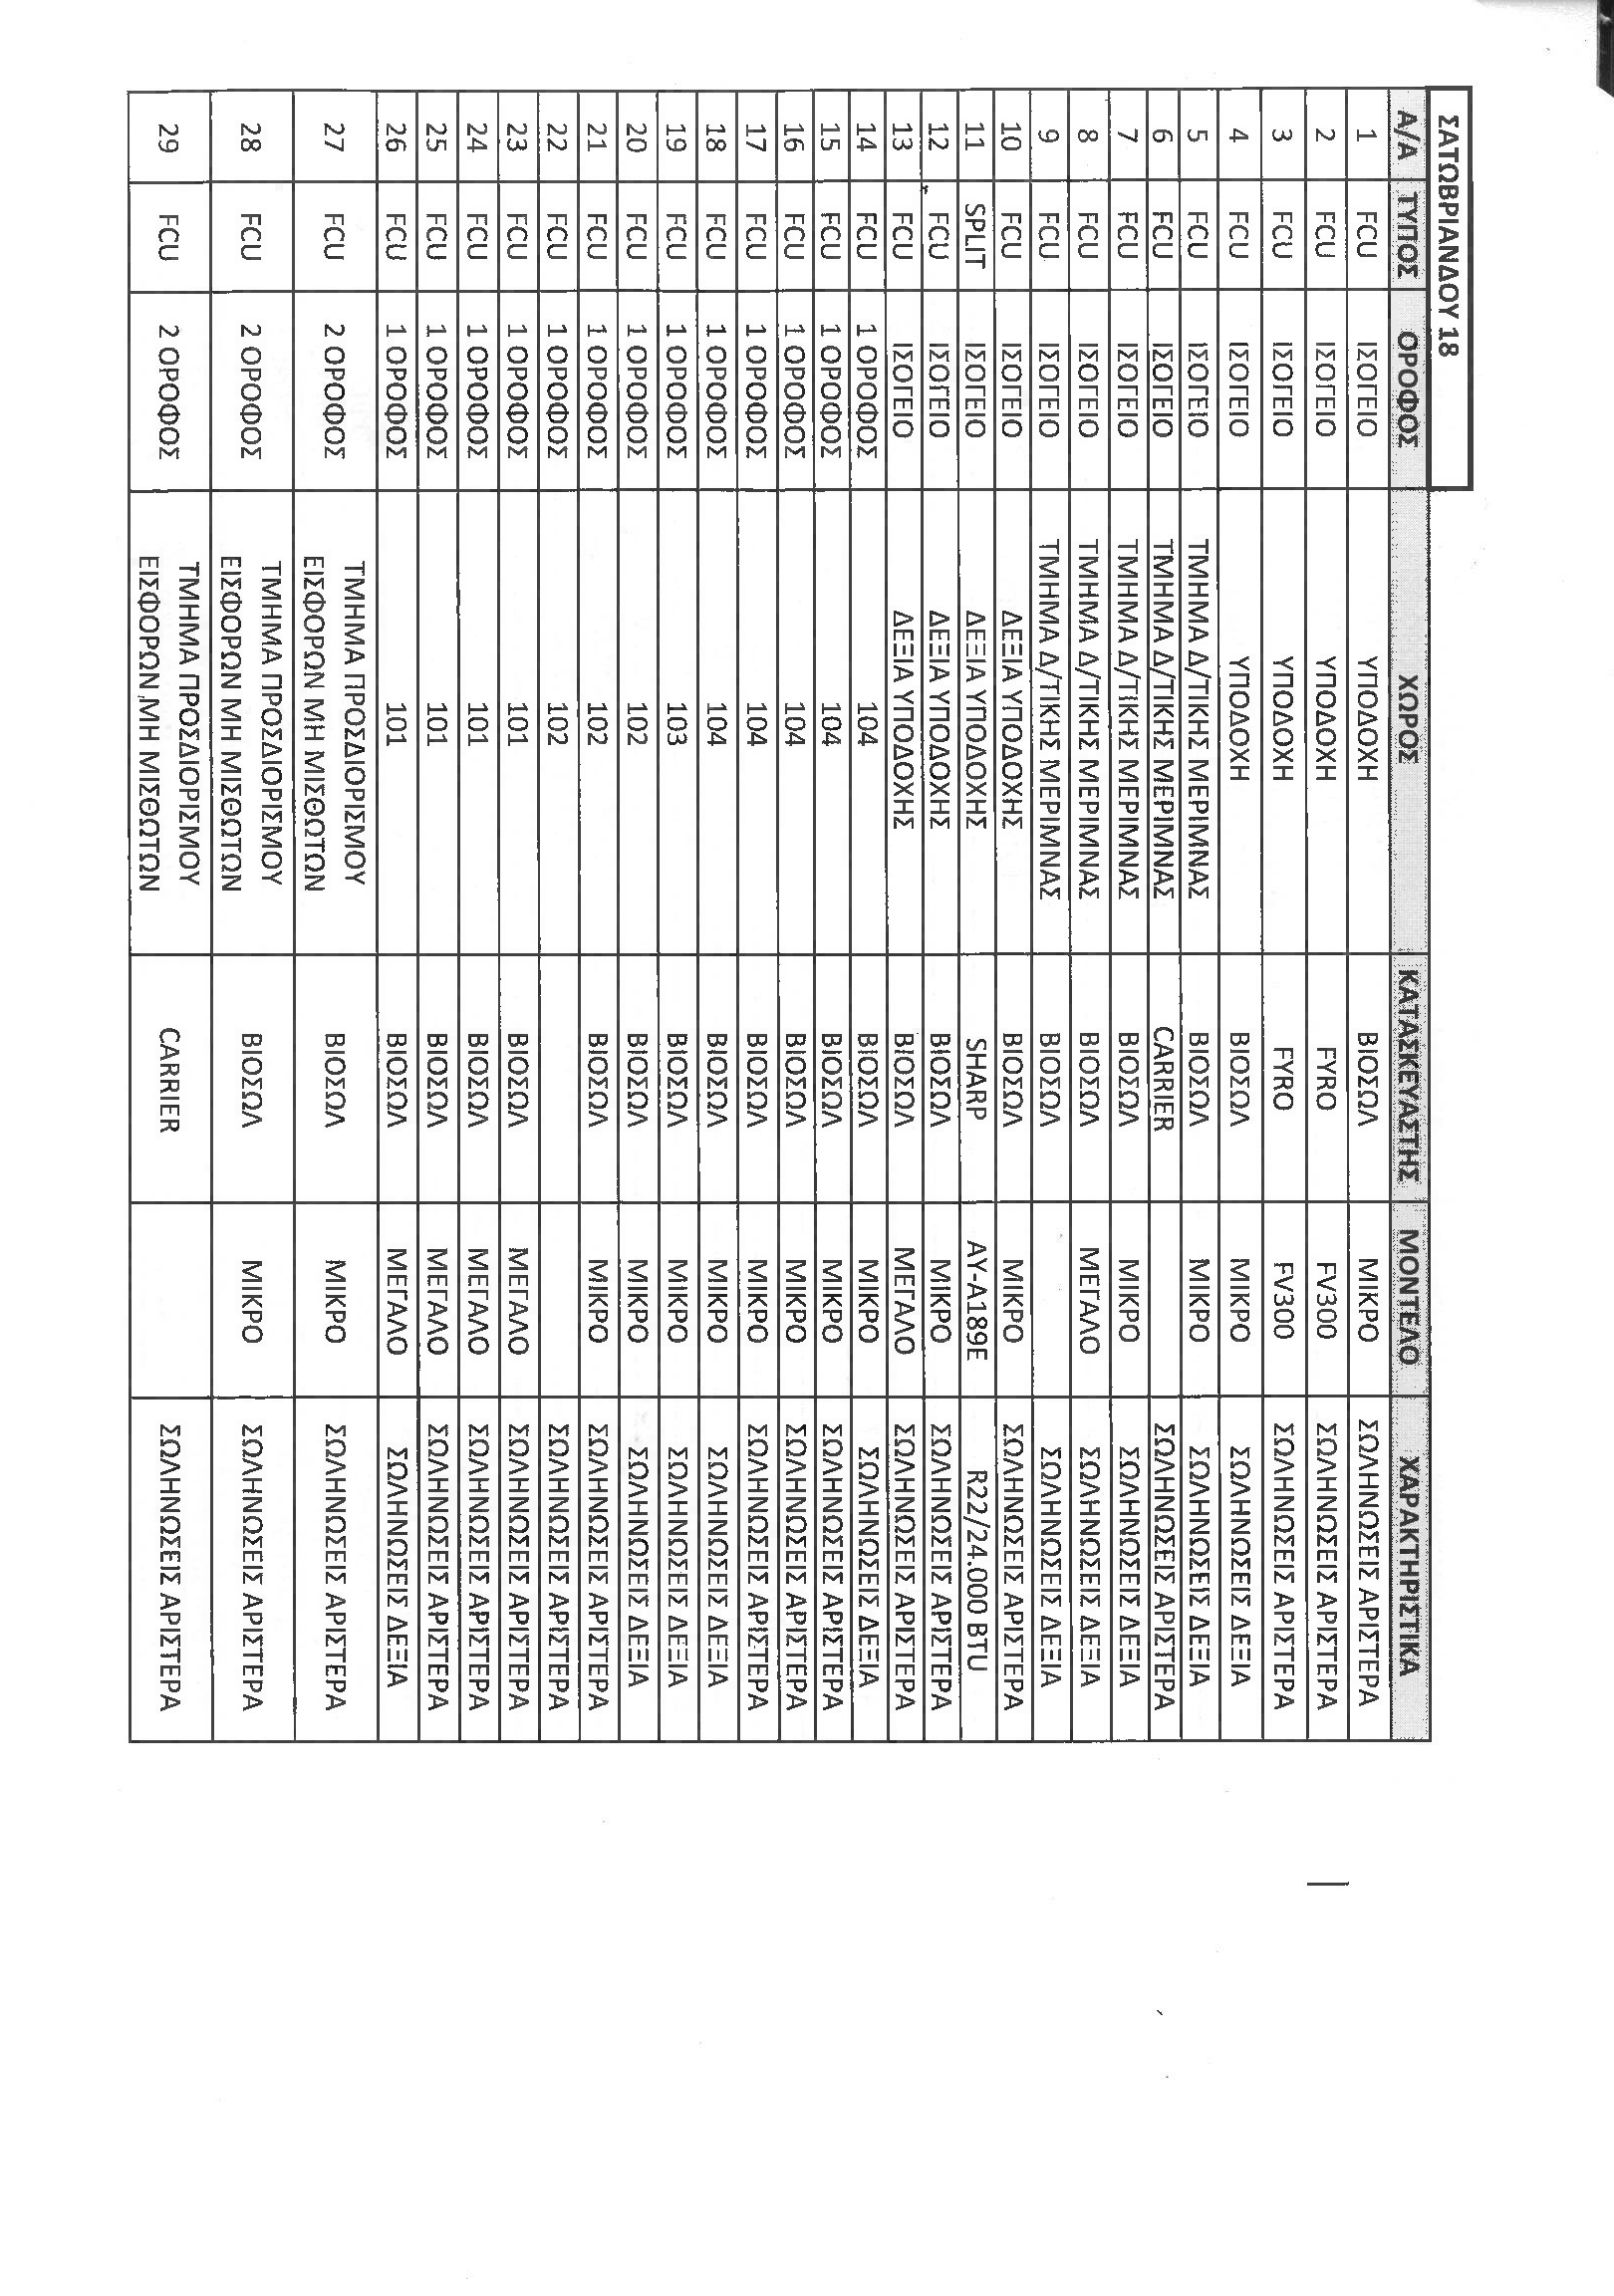 ΣΑΤΩΒΡΙΑΝΔΟΥ 18
Α/Α ΤΥΠΟΣ ΟΡΟΦΟΣ ΧΩΡΟΣ ΚΑΤΑΣΚΕΥΑΣΤΗΣ ΜΟΝΤΕΛΟ ΧΑΡΑΚΤΗΡΙΣΤΙΚΑ
1 FCU ΙΣΟΓΕΙΟ ΥΠΟΔΟΧΗ ΒΙΟΣΩΛ ΜΙΚΡΟ ΣΩΛΗΝΩΣΕΙΣ ΑΡΙΣΤΕΡΑ
2 FCU ΙΣΟΓΕΙΟ ΥΠΟΔΟΧΗ FYRO FV300 ΣΩΛΗΝΩΣΕΙΣ ΑΡΙΣΤΕΡΑ
3 FCU ΙΣΟΓΕΙΟ ΥΠΟΔΟΧΗ FYRO FV300 ΣΩΛΗΝΩΣΕΙΣ ΑΡΙΣΤΕΡΑ
4 FCU ΙΣΟΓΕΙΟ ΥΠΟΔΟΧΗ ΒΙΟΣΩΛ ΜΙΚΡΟ ΣΩΛΗΝΩΣΕΙΣ ΔΕΞΙΑ
5 FCU ΙΣΟΓΕΙΟ ΤΜΗΜΑ Δ/ΤΙΚΗΣ ΜΕΡΙΜΝΑΣ ΒΙΟΣΩΛ ΜΙΚΡΟ ΣΩΛΗΝΩΣΕΙΣ ΔΕΞΙΑ
6 FCU ΙΣΟΓΕΙΟ ΤΜΗΜΑ Δ/ΤΙΚΗΣ ΜΕΡΙΜΝΑΣ CARRIER ΣΩΛΗΝΩΣΕΙΣ ΑΡΙΣΤΕΡΑ
7 FCU ΙΣΟΓΕΙΟ ΤΜΗΜΑ Δ/ΤΙΚΗΣ ΜΕΡΙΜΝΑΣ ΒΙΟΣΩΛ ΜΙΚΡΟ ΣΩΛΗΝΩΣΕΙΣ ΔΕΞΙΑ
8 FCU ΙΣΟΓΕΙΟ ΤΜΗΜΑ Δ/ΤΙΚΗΣ ΜΕΡΙΜΝΑΣ ΒΙΟΣΩΛ ΜΕΓΑΛΟ ΣΩΛΗΝΩΣΕΙΣ ΔΕΞΙΑ
9 FCU ΙΣΟΓΕΙΟ ΤΜΗΜΑ Δ/ΤΙΚΗΣ ΜΕΡΙΜΝΑΣ ΒΙΟΣΩΛ ΣΩΛΗΝΩΣΕΙΣ ΔΕΞΙΑ
10 FCU ΙΣΟΓΕΙΟ ΔΕΞΙΑ ΥΠΟΔΟΧΗΣ ΒΙΟΣΩΛ ΜΙΚΡΟ ΣΩΛΗΝΩΣΕΙΣ ΑΡΙΣΤΕΡΑ
11 SPLIT ΙΣΟΓΕΙΟ ΔΕΞΙΑ ΥΠΟΔΟΧΗΣ SHARP AY-A189E R22/24.000 BTU
12 FCU ΙΣΟΓΕΙΟ ΔΕΞΙΑ ΥΠΟΔΟΧΗΣ ΒΙΟΣΩΛ ΜΙΚΡΟ ΣΩΛΗΝΩΣΕΙΣ ΑΡΙΣΤΕΡΑ
13 FCU ΙΣΟΓΕΙΟ ΔΕΞΙΑ ΥΠΟΔΟΧΗΣ ΒΙΟΣΩΛ ΜΕΓΑΛΟ ΣΩΛΗΝΩΣΕΙΣ ΑΡΙΣΤΕΡΑ
14 FCU 1 ΟΡΟΦΟΣ 104 ΒΙΟΣΩΛ ΜΙΚΡΟ ΣΩΛΗΝΩΣΕΙΣ ΔΕΞΙΑ
15 FCU 1 ΟΡΟΦΟΣ 104 ΒΙΟΣΩΛ ΜΙΚΡΟ ΣΩΛΗΝΩΣΕΙΣ ΑΡΙΣΤΕΡΑ
16 FCU 1 ΟΡΟΦΟΣ 104 ΒΙΟΣΩΛ ΜΙΚΡΟ ΣΩΛΗΝΩΣΕΙΣ ΑΡΙΣΤΕΡΑ
17 FCU 1 ΟΡΟΦΟΣ 104 ΒΙΟΣΩΛ ΜΙΚΡΟ ΣΩΛΗΝΩΣΕΙΣ ΑΡΙΣΤΕΡΑ
18 FCU 1 ΟΡΟΦΟΣ 104 ΒΙΟΣΩΛ ΜΙΚΡΟ ΣΩΛΗΝΩΣΕΙΣ ΔΕΞΙΑ
19 FCU 1 ΟΡΟΦΟΣ 103 ΒΙΟΣΩΛ ΜΙΚΡΟ ΣΩΛΗΝΩΣΕΙΣ ΔΕΞΙΑ
20 FCU 1 ΟΡΟΦΟΣ 102 ΒΙΟΣΩΛ ΜΙΚΡΟ ΣΩΛΗΝΩΣΕΙΣ ΔΕΞΙΑ
21 FCU 1 ΟΡΟΦΟΣ 102 ΒΙΟΣΩΛ ΜΙΚΡΟ ΣΩΛΗΝΩΣΕΙΣ ΑΡΙΣΤΕΡΑ
22 FCU 1 ΟΡΟΦΟΣ 102 ΣΩΛΗΝΩΣΕΙΣ ΑΡΙΣΤΕΡΑ
23 FCU 1 ΟΡΟΦΟΣ 101 ΒΙΟΣΩΛ ΜΕΓΑΛΟ ΣΩΛΗΝΩΣΕΙΣ ΑΡΙΣΤΕΡΑ
24 FCU 1 ΟΡΟΦΟΣ 101 ΒΙΟΣΩΛ ΜΕΓΑΛΟ ΣΩΛΗΝΩΣΕΙΣ ΑΡΙΣΤΕΡΑ
25 FCU 1 ΟΡΟΦΟΣ 101 ΒΙΟΣΩΛ ΜΕΓΑΛΟ ΣΩΛΗΝΩΣΕΙΣ ΑΡΙΣΤΕΡΑ
26 FCU 1 ΟΡΟΦΟΣ 101 ΒΙΟΣΩΛ ΜΕΓΑΛΟ ΣΩΛΗΝΩΣΕΙΣ ΔΕΞΙΑ
27 FCU 2 ΟΡΟΦΟΣ ΤΜΗΜΑ ΠΡΟΣΔΙΟΡΙΣΜΟΥ
ΕΙΣΦΟΡΩΝ ΜΗ ΜΙΣΘΩΤΩΝ ΒΙΟΣΩΛ ΜΙΚΡΟ ΣΩΛΗΝΩΣΕΙΣ ΑΡΙΣΤΕΡΑ
28 FCU 2 ΟΡΟΦΟΣ ΤΜΗΜΑ ΠΡΟΣΔΙΟΡΙΣΜΟΥ
ΕΙΣΦΟΡΩΝ ΜΗ ΜΙΣΘΩΤΩΝ ΒΙΟΣΩΛ ΜΙΚΡΟ ΣΩΛΗΝΩΣΕΙΣ ΑΡΙΣΤΕΡΑ
29 FCU 2 ΟΡΟΦΟΣ ΤΜΗΜΑ ΠΡΟΣΔΙΟΡΙΣΜΟΥ
ΕΙΣΦΟΡΩΝ ΜΗ ΜΙΣΘΩΤΩΝ CARRIER ΣΩΛΗΝΩΣΕΙΣ ΑΡΙΣΤΕΡΑ